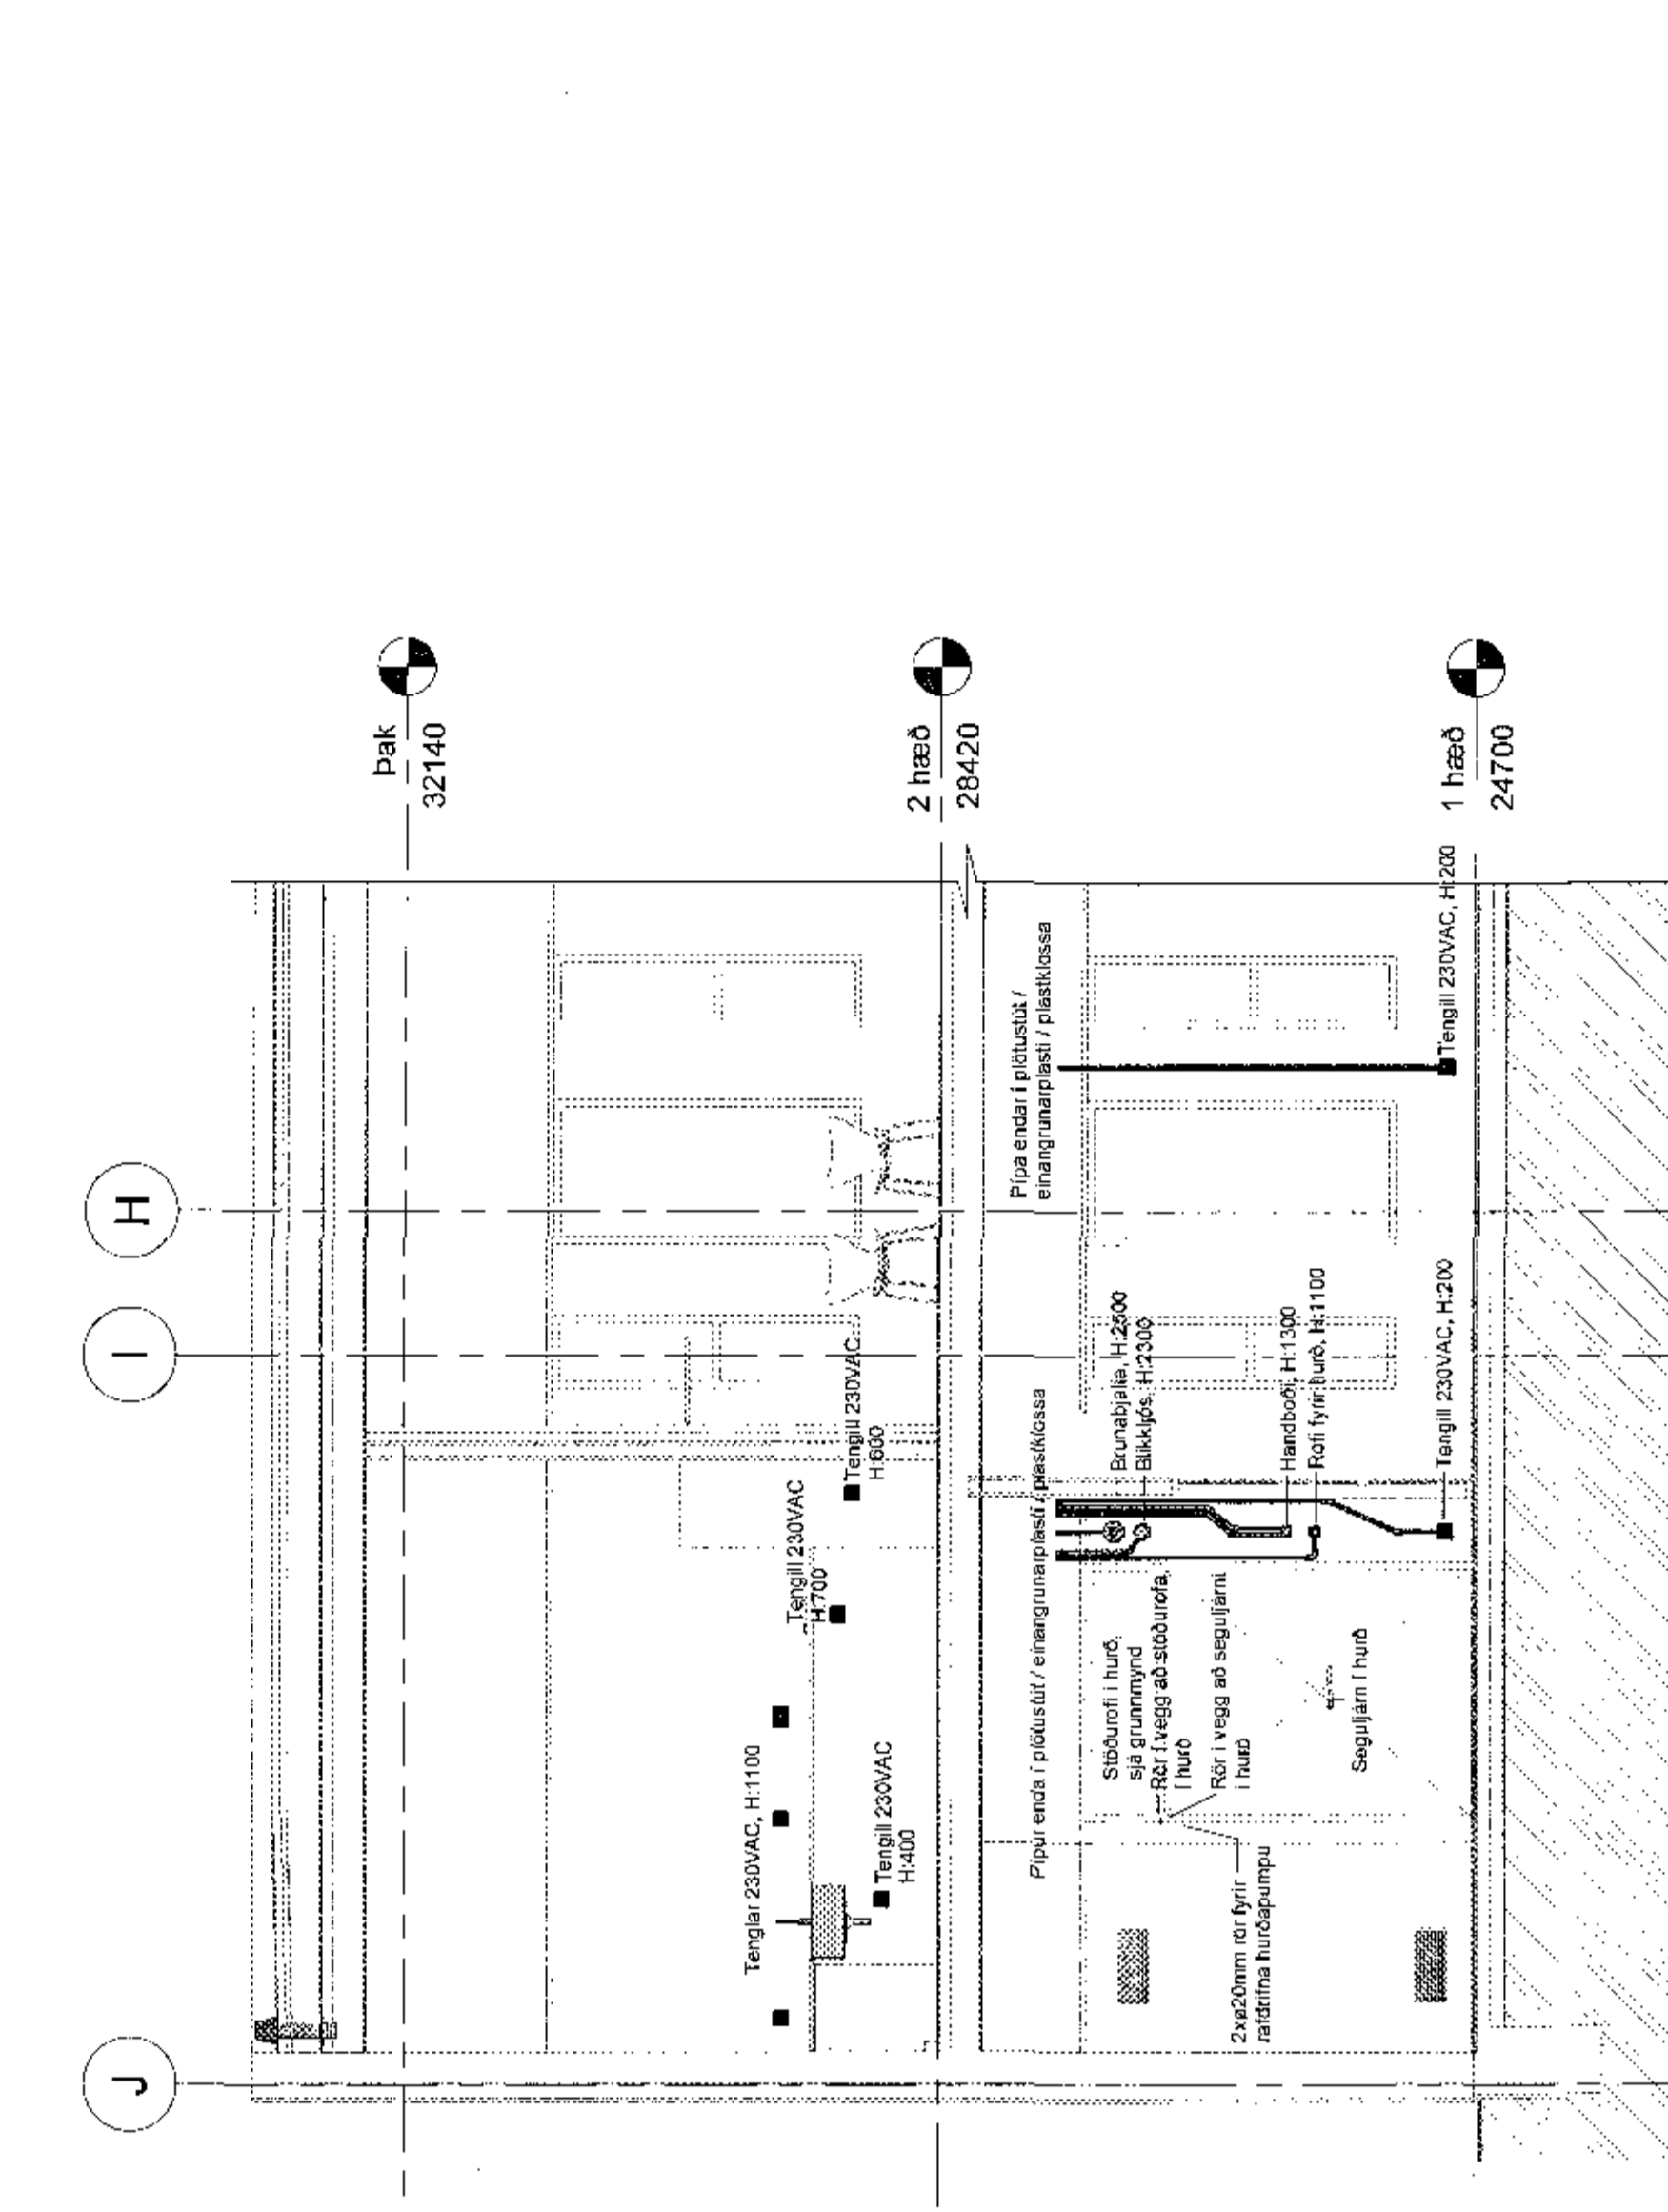 J
I
H
Þak
32140
2 hæð
28420
1 hæð
24700
Tenglar 230VAC, H:1100
Tengill 230VAC
H:700
Tengill 230VAC
H:600
Tengill 230VAC
H:400
Pípur enda í plötustút / einangrunarplasti / plastklossa
Pípa endar í plötustút /
einangrunarplasti / plastklossa
Stöðurofi í hurð,
sjá grunnmynd
Rör í vegg að stöðurofa,
í hurð
Rör í vegg að seguljárni
í hurð
2xø20mm rör fyrir
rafdrifna hurðapumpu
Seguljárn í hurð
Brunabjalla, H:2500
Blikkljós, H:2300
Handboði, H:1300
Rofi fyrir hurð, H:1100
Tengill 230VAC, H:200
Tengill 230VAC, H:200